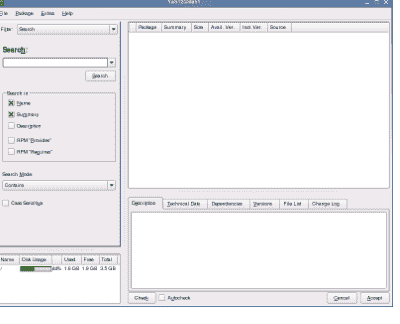 File Package Extras Help
Filter: Search
Search:
Search
Search in
Name
Summary
Description
RPM "Provides"
RPM "Requires"
Search Mode:
Contains
Case Sensitive
Name Disk Usage Used Free Total
/ 44% 1.6 GB 1.9 GB 3.5 GB
Package Summary Size Avail. Ver. Inst. Ver. Source
Description Technical Data Dependencies Versions File List Change Log
Check Autocheck Cancel Accept